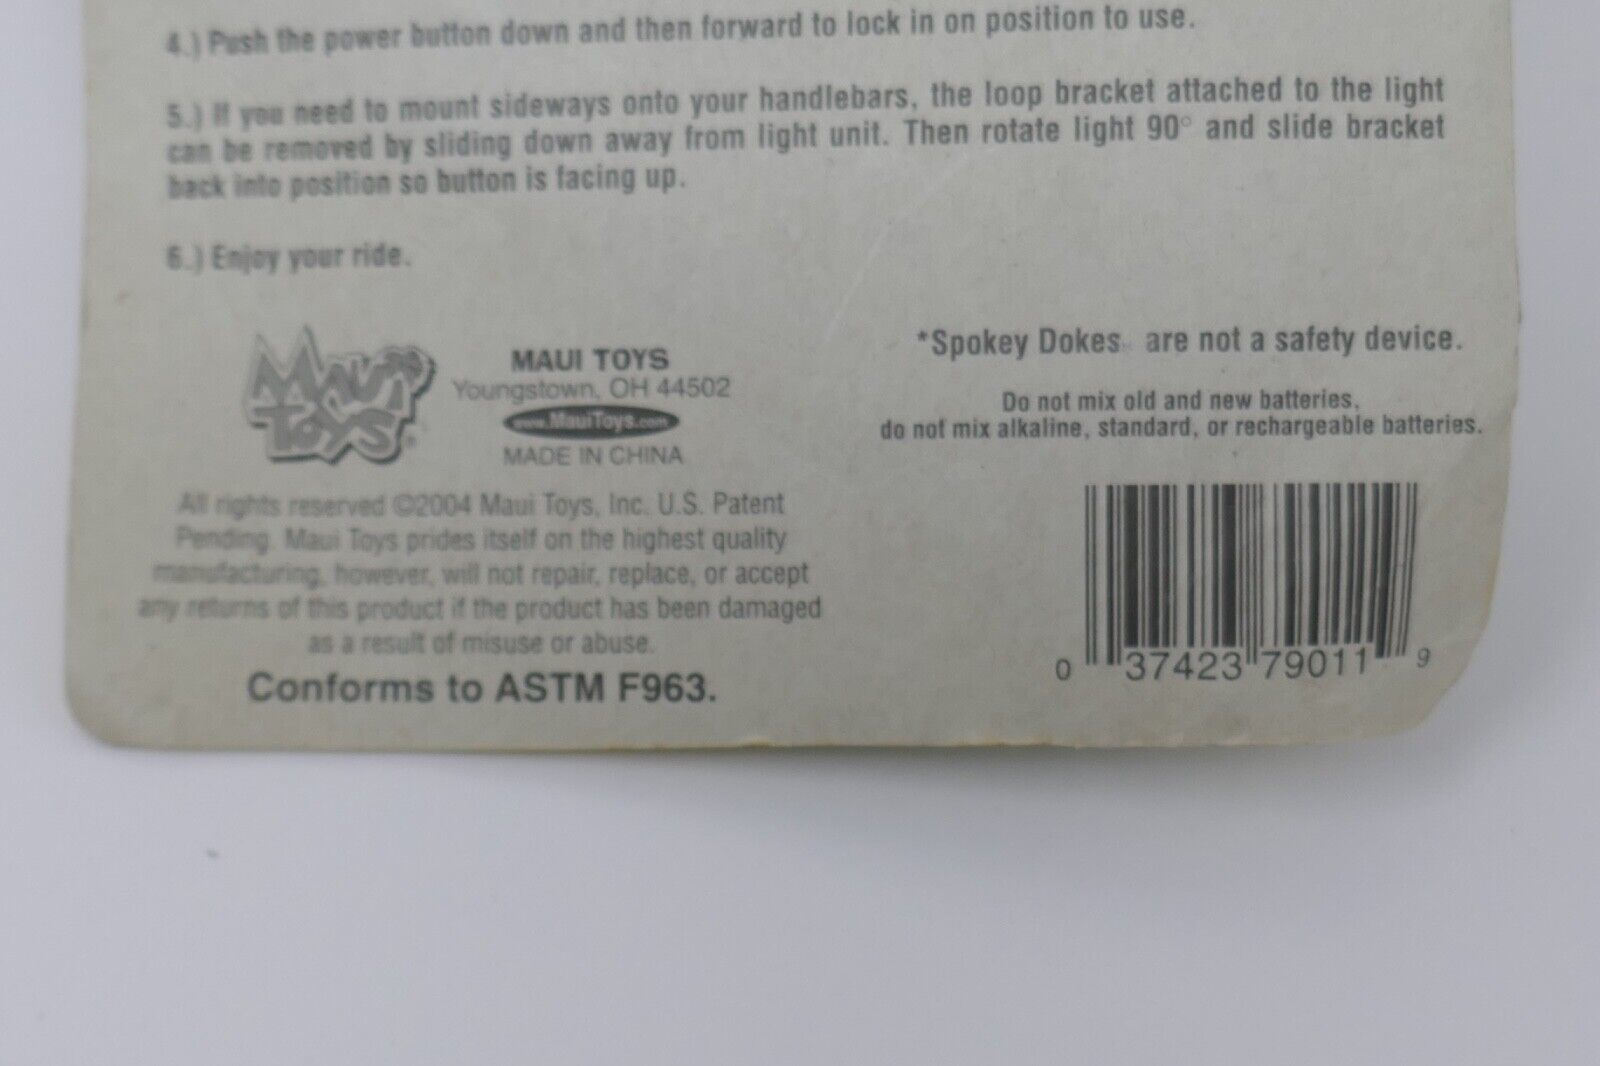 4.) Push the power button down and then forward to lock in on position to use.
5.) If you need to mount sideways onto your handlebars, the loop bracket attached to the light
can be removed by sliding down away from light unit. Then rotate light 90° and slide bracket
back into position so button is facing up.
6.) Enjoy your ride.
MAUI
TOYS
MAUI TOYS
Youngstown, OH 44502
www.MauiToys.com
MADE IN CHINA
All rights reserved ©2004 Maui Toys, Inc. U.S. Patent
Pending. Maui Toys prides itself on the highest quality
manufacturing, however, will not repair, replace, or accept
any returns of this product if the product has been damaged
as a result of misuse or abuse.
Conforms to ASTM F963.
*Spokey Dokes are not a safety device.
Do not mix old and new batteries,
do not mix alkaline, standard, or rechargeable batteries.
0 37423 79011 9